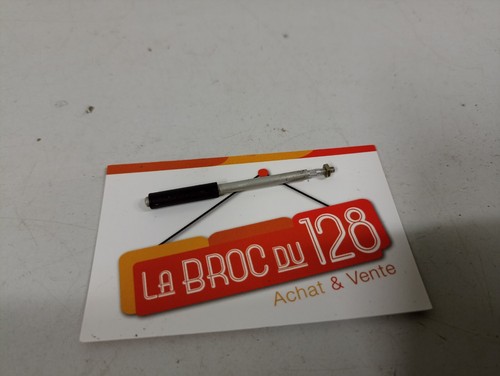 LA BROC DU 128
Achat & Vente